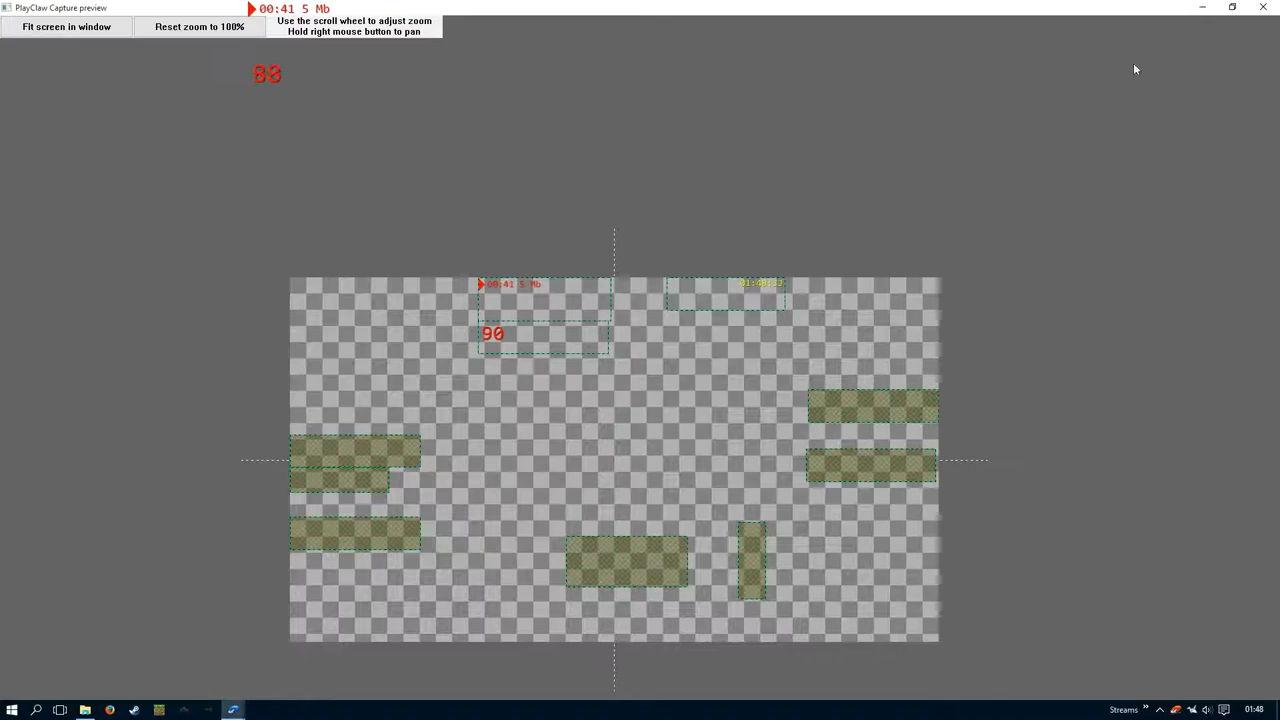 PlayClaw Capture preview
00:41 5 Mb
Fit screen in window
Reset zoom to 100%
Use the scroll wheel to adjust zoom
Hold right mouse button to pan
00:41 5 Mb
90
Streams
01:48